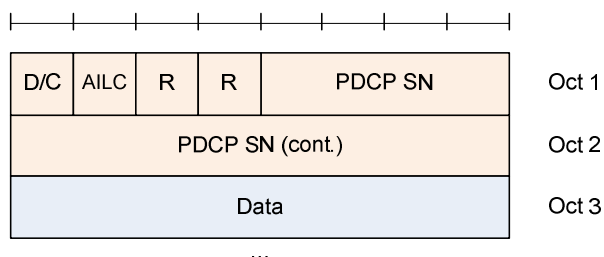 D/C AILC R R PDCP SN Oct 1
PDCP SN (cont.) Oct 2
Data Oct 3
...